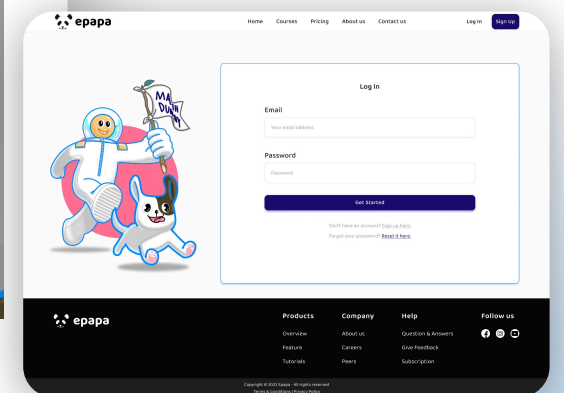 epapa
Home Courses Pricing About us Contact us Log In Sign Up
MATH
DUMMY
Log In
Email
Your email address
Password
Password
Get Started
Don't have an account? Sign up here.
Forgot your password? Reset it here.
epapa
Products Company Help Follow us
Overview About us Question & Answers
Feature Careers Give Feedback
Tutorials Peers Subscription
Copyright © 2022 Epapa - All rights reserved
Terms & Conditions | Privacy Policy